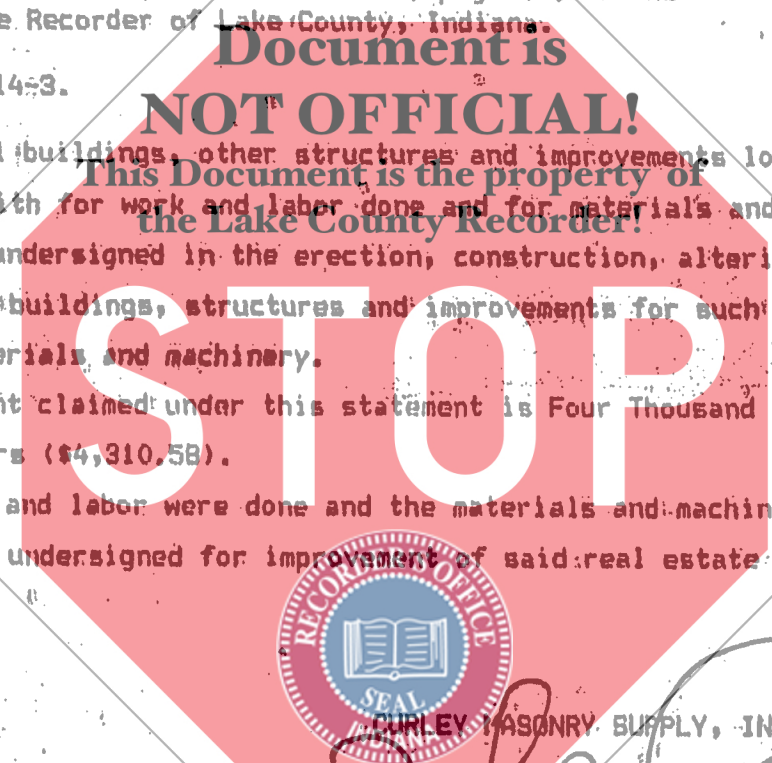 e Recorder of Lake County, Indiana.
Document is
14-3.
NOT OFFICIAL!
buildings, other structures and improvements lo
This Document is the property of
ith for work and labor done and for materials and
the Lake County Recorder!
undersigned in the erection, construction, alteri
buildings, structures and improvements for such
STOP
erials and machinery.
nt claimed under this statement is Four Thousand
rs ($4,310.58).
and labor were done and the materials and machin
undersigned for improvement of said real estate
RECORDER'S OFFICE
SEAL
INDIANA
CURLEY MASONRY SUPPLY, IN